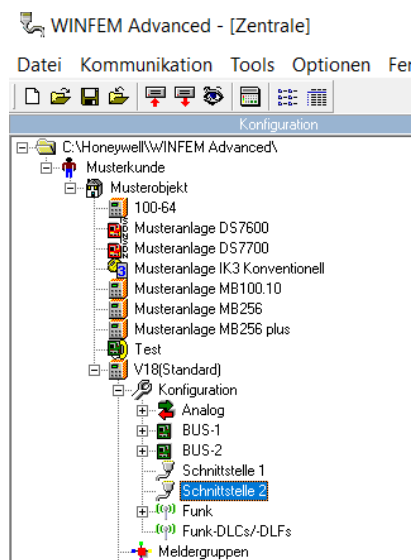 WINFEM Advanced - [Zentrale]
Datei Kommunikation Tools Optionen Fer
Konfiguration
C:\Honeywell\WINFEM Advanced\
Musterkunde
Musterobjekt
100-64
Musteranlage DS7600
Musteranlage DS7700
Musteranlage IK3 Konventionell
Musteranlage MB100.10
Musteranlage MB256
Musteranlage MB256 plus
Test
V18(Standard)
Konfiguration
Analog
BUS-1
BUS-2
Schnittstelle 1
Schnittstelle 2
Funk
Funk-DLCs/-DLFs
Meldergruppen